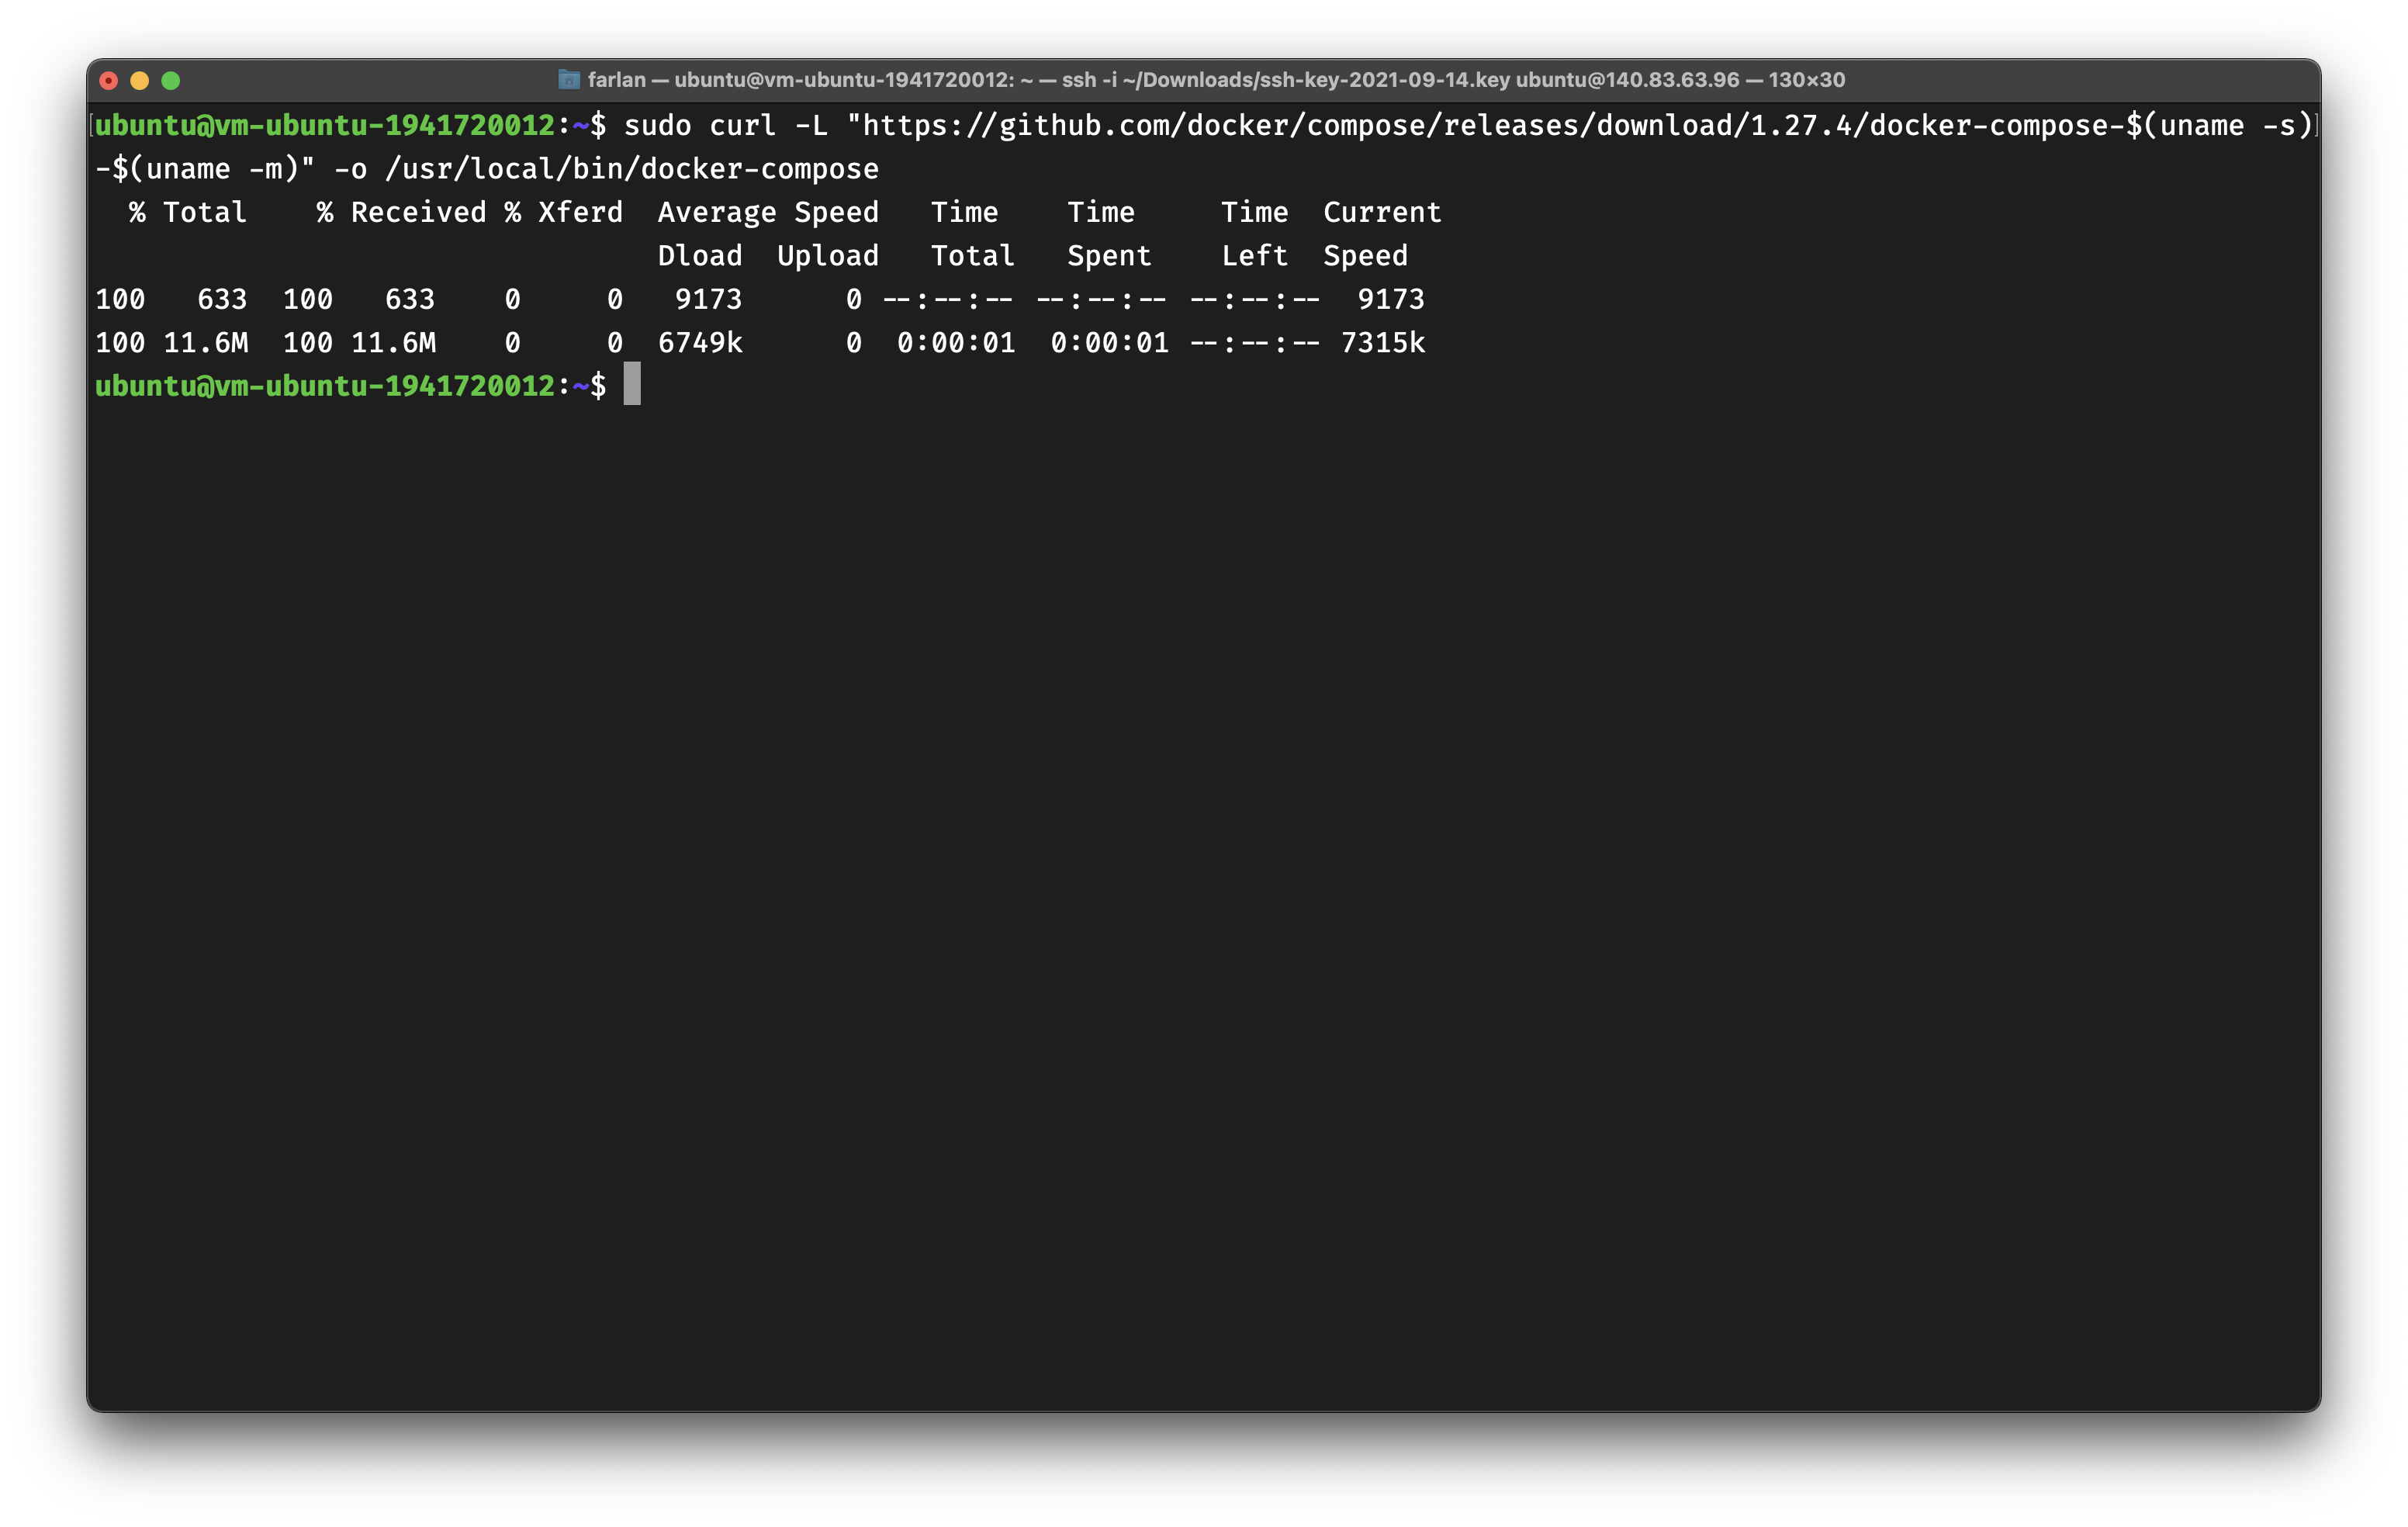 farlan — ubuntu@vm-ubuntu-1941720012: ~ — ssh -i ~/Downloads/ssh-key-2021-09-14.key ubuntu@140.83.63.96 — 130×30
ubuntu@vm-ubuntu-1941720012:~$ sudo curl -L "https://github.com/docker/compose/releases/download/1.27.4/docker-compose-$(uname -s)
-$(uname -m)" -o /usr/local/bin/docker-compose
  % Total    % Received % Xferd  Average Speed   Time    Time     Time  Current
                                 Dload  Upload   Total   Spent    Left  Speed
100   633  100   633    0     0   9173      0 --:--:-- --:--:-- --:--:--  9173
100 11.6M  100 11.6M    0     0  6749k      0  0:00:01  0:00:01 --:--:-- 7315k
ubuntu@vm-ubuntu-1941720012:~$